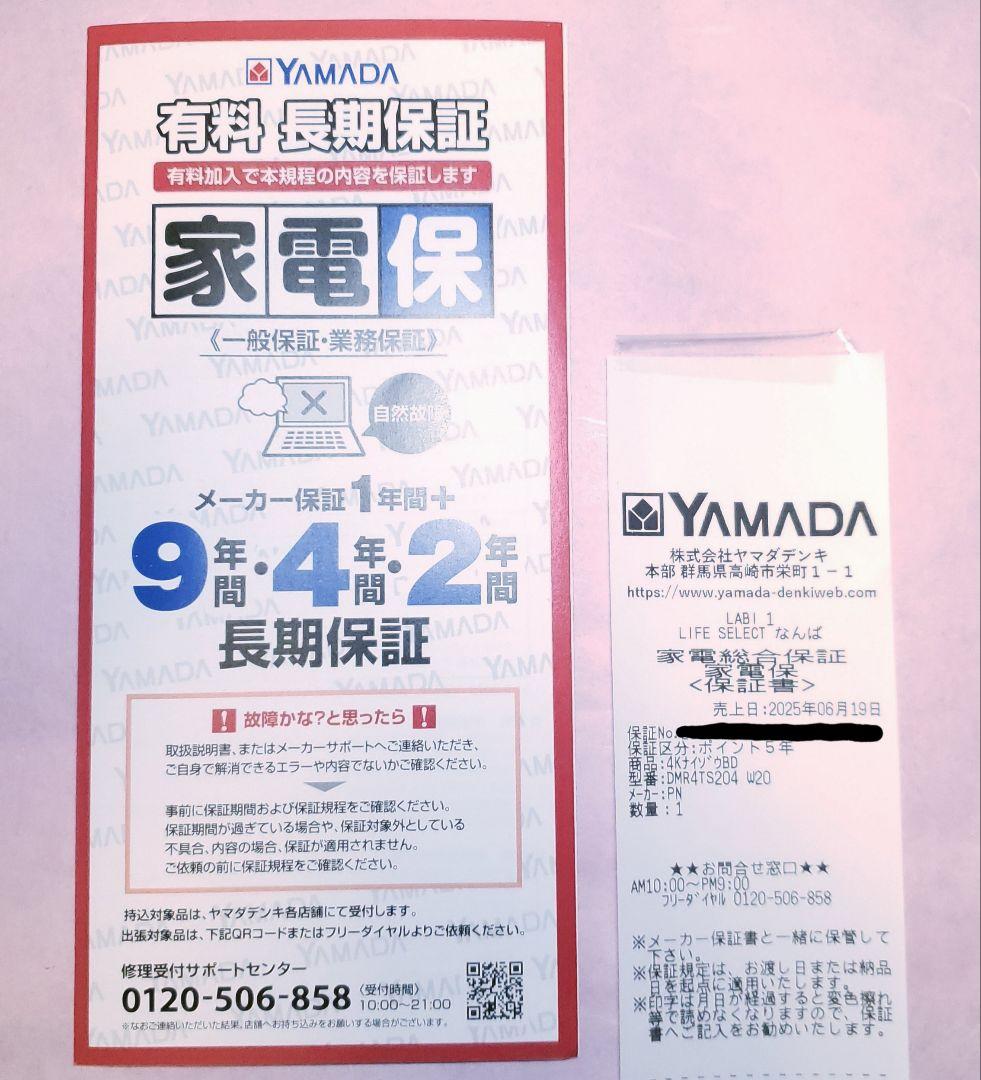 YAMADA
有料 長期保証
有料加入で本規程の内容を保証します
家電保
《一般保証・業務保証》
自然故障
メーカー保証1年間+
9年間・4年間・2年間
長期保証
! 故障かな?と思ったら !
取扱説明書、またはメーカーサポートへご連絡いただき、
ご自身で解消できるエラーや内容でないかご確認ください。
事前に保証期間および保証規程をご確認ください。
保証期間が過ぎている場合や、保証対象外としている
不具合、内容の場合、保証が適用されません。
ご依頼の前に保証規程をご確認ください。
持込対象品は、ヤマダデンキ各店舗にて受付します。
出張対象品は、下記QRコードまたはフリーダイヤルよりご依頼ください。
修理受付サポートセンター
0120-506-858
〈受付時間〉
10:00〜21:00
※なおご連絡いただいた結果、店舗へお持ち込みをお願いする場合がございます。
YAMADA
株式会社ヤマダデンキ
本部 群馬県高崎市栄町1-1
https://www.yamada-denkiweb.com
LABI 1
LIFE SELECT なんば
家電総合保証
家電保
<保証書>
売上日:2025年06月19日
保証No.
保証区分:ポイント5年
商品:4Kナイゾウ BD
型番:DMR4TS204 W20
メーカー:PN
数量:1
★★お問合せ窓口★★
AM10:00〜PM9:00
フリーダイヤル 0120-506-858
※メーカー保証書と一緒に保管して
下さい。
※保証規定は、お渡し日または納品
日を起点に適用いたします。
※印字は月日が経過すると変色擦れ
等で読めなくなりますので、保証
書へご記入をお勧めいたします。